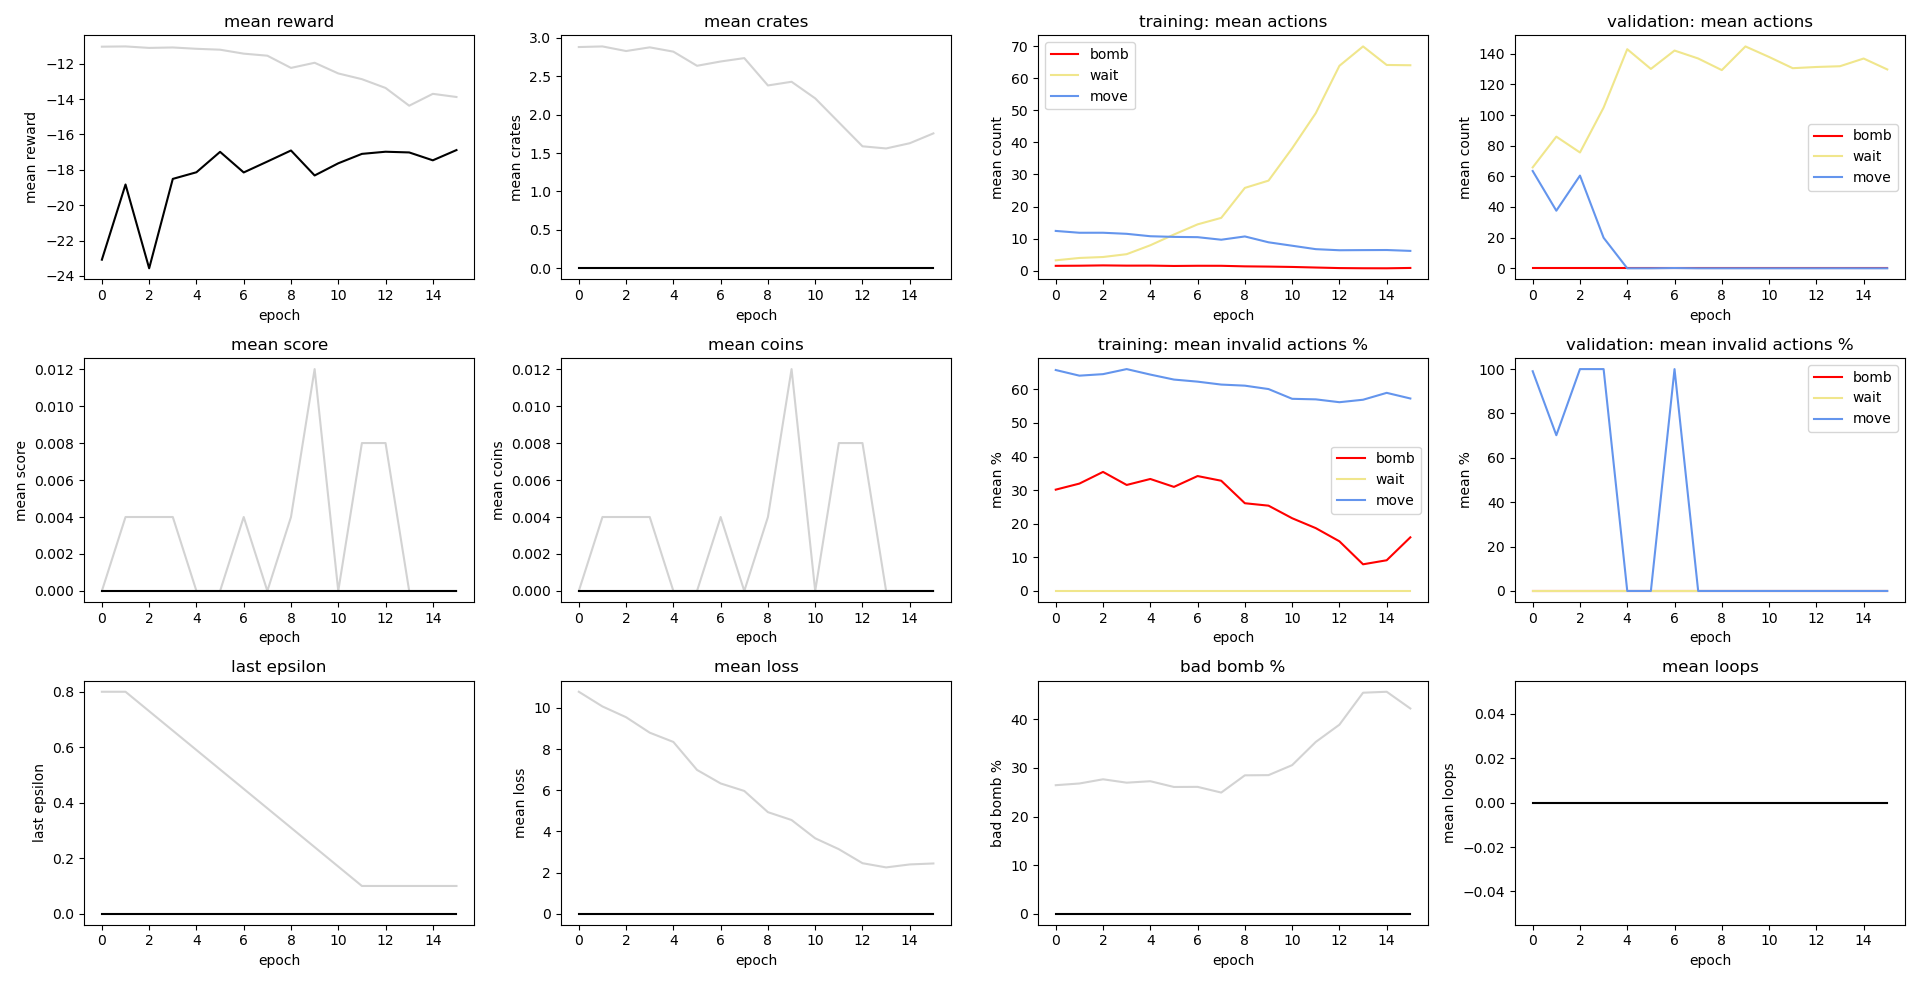 mean reward
mean reward
−12
−14
−16
−18
−20
−22
−24
0 2 4 6 8 10 12 14
epoch
mean crates
mean crates
3.0
2.5
2.0
1.5
1.0
0.5
0.0
0 2 4 6 8 10 12 14
epoch
training: mean actions
mean count
70
60
50
40
30
20
10
0
bomb
wait
move
0 2 4 6 8 10 12 14
epoch
validation: mean actions
mean count
140
120
100
80
60
40
20
0
bomb
wait
move
0 2 4 6 8 10 12 14
epoch
mean score
mean score
0.012
0.010
0.008
0.006
0.004
0.002
0.000
0 2 4 6 8 10 12 14
epoch
mean coins
mean coins
0.012
0.010
0.008
0.006
0.004
0.002
0.000
0 2 4 6 8 10 12 14
epoch
training: mean invalid actions %
mean %
60
50
40
30
20
10
0
bomb
wait
move
0 2 4 6 8 10 12 14
epoch
validation: mean invalid actions %
mean %
100
80
60
40
20
0
bomb
wait
move
0 2 4 6 8 10 12 14
epoch
last epsilon
last epsilon
0.8
0.6
0.4
0.2
0.0
0 2 4 6 8 10 12 14
epoch
mean loss
mean loss
10
8
6
4
2
0
0 2 4 6 8 10 12 14
epoch
bad bomb %
bad bomb %
40
30
20
10
0
0 2 4 6 8 10 12 14
epoch
mean loops
mean loops
0.04
0.02
0.00
−0.02
−0.04
0 2 4 6 8 10 12 14
epoch